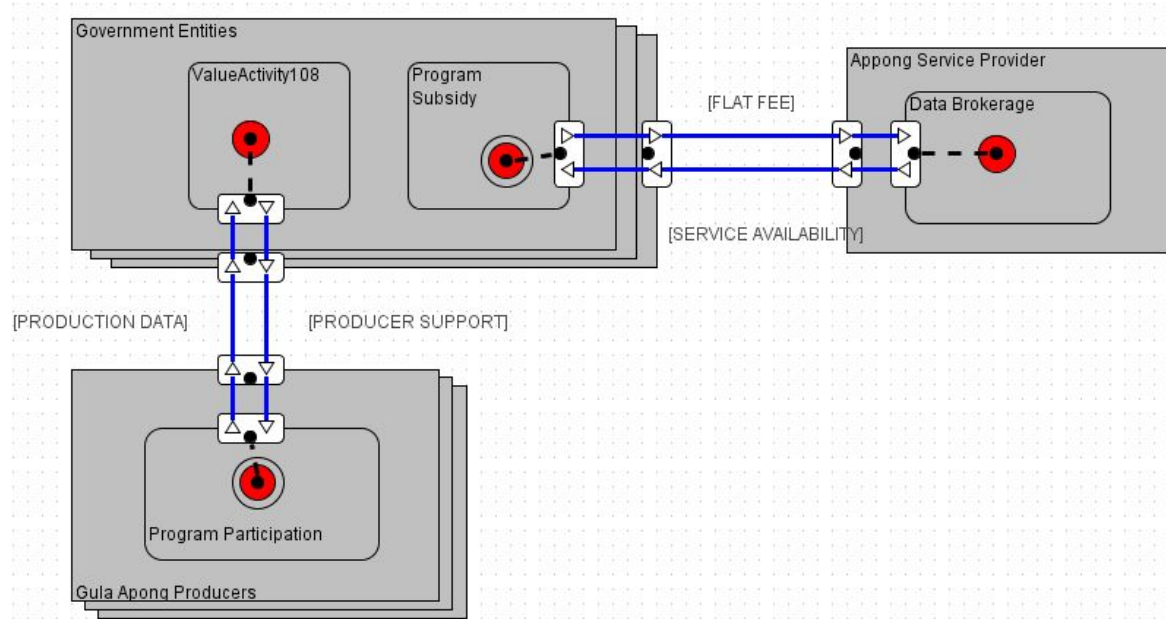 Government Entities
ValueActivity108
Program
Subsidy
[FLAT FEE]
Appong Service Provider
Data Brokerage
[SERVICE AVAILABILITY]
[PRODUCTION DATA]
[PRODUCER SUPPORT]
Program Participation
Gula Apong Producers